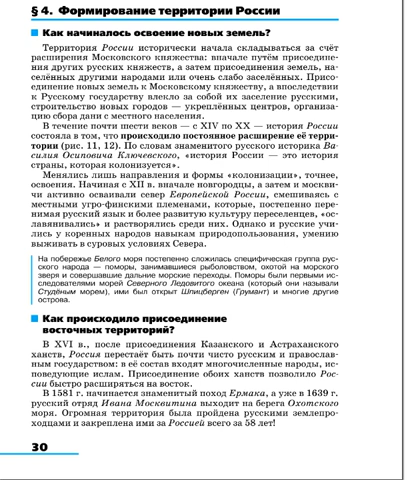 § 4. Формирование территории России
Как начиналось освоение новых земель?
Территория России исторически начала складываться за счёт
расширения Московского княжества: вначале путём присоедине-
ния других русских княжеств, а затем присоединения земель, на-
селённых другими народами или очень слабо заселённых. Присо-
единение новых земель к Московскому княжеству, а впоследствии
к Русскому государству влекло за собой их заселение русскими,
строительство новых городов — укреплённых центров, организа-
цию сбора дани с местного населения.
В течение почти шести веков — с XIV по XX — история России
состояла в том, что происходило постоянное расширение её терри-
тории (рис. 11, 12). По словам знаменитого русского историка Ва-
силия Осиповича Ключевского, «история России — это история
страны, которая колонизуется».
Менялись лишь направления и формы «колонизации», точнее,
освоения. Начиная с XII в. вначале новгородцы, а затем и москви-
чи активно осваивали север Европейской России, смешиваясь с
местными угро-финскими племенами, которые, постепенно пере-
нимая русский язык и более развитую культуру переселенцев, «ос-
лавянивались» и растворялись среди них. Однако и русские учи-
лись у коренных народов навыкам природопользования, умению
выживать в суровых условиях Севера.
На побережье Белого моря постепенно сложилась специфическая группа рус-
ского народа — поморы, занимавшиеся рыболовством, охотой на морского
зверя и совершавшие дальние морские переходы. Поморы были первыми ис-
следователями морей Северного Ледовитого океана (который они называли
Студёным морем), ими был открыт Шпицберген (Грумант) и многие другие
острова.
Как происходило присоединение
восточных территорий?
В XVI в., после присоединения Казанского и Астраханского
ханств, Россия перестаёт быть почти чисто русским и православ-
ным государством: в её состав входят многочисленные народы, ис-
поведующие ислам. Присоединение обоих ханств позволило Рос-
сии быстро расширяться на восток.
В 1581 г. начинается знаменитый поход Ермака, а уже в 1639 г.
русский отряд Ивана Москвитина выходит на берега Охотского
моря. Огромная территория была пройдена русскими землепро-
ходцами и закреплена ими за Россией всего за 58 лет!
30